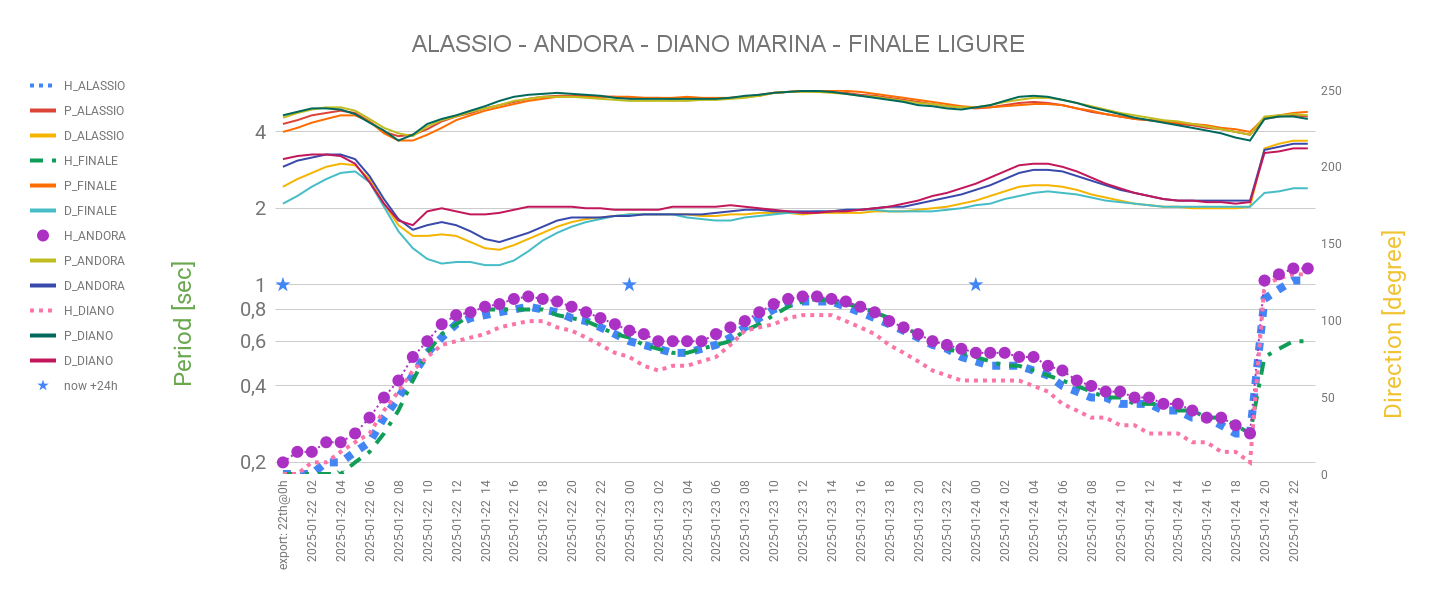 ALASSIO - ANDORA - DIANO MARINA - FINALE LIGURE
H_ALASSIO
P_ALASSIO
D_ALASSIO
H_FINALE
P_FINALE
D_FINALE
H_ANDORA
P_ANDORA
D_ANDORA
H_DIANO
P_DIANO
D_DIANO
now +24h
Period [sec]
4
2
1
0,8
0,6
0,4
0,2
250
200
150
100
50
0
Direction [degree]
export: 22th@0h
2025-01-22 02
2025-01-22 04
2025-01-22 06
2025-01-22 08
2025-01-22 10
2025-01-22 12
2025-01-22 14
2025-01-22 16
2025-01-22 18
2025-01-22 20
2025-01-22 22
2025-01-23 00
2025-01-23 02
2025-01-23 04
2025-01-23 06
2025-01-23 08
2025-01-23 10
2025-01-23 12
2025-01-23 14
2025-01-23 16
2025-01-23 18
2025-01-23 20
2025-01-23 22
2025-01-24 00
2025-01-24 02
2025-01-24 04
2025-01-24 06
2025-01-24 08
2025-01-24 10
2025-01-24 12
2025-01-24 14
2025-01-24 16
2025-01-24 18
2025-01-24 20
2025-01-24 22